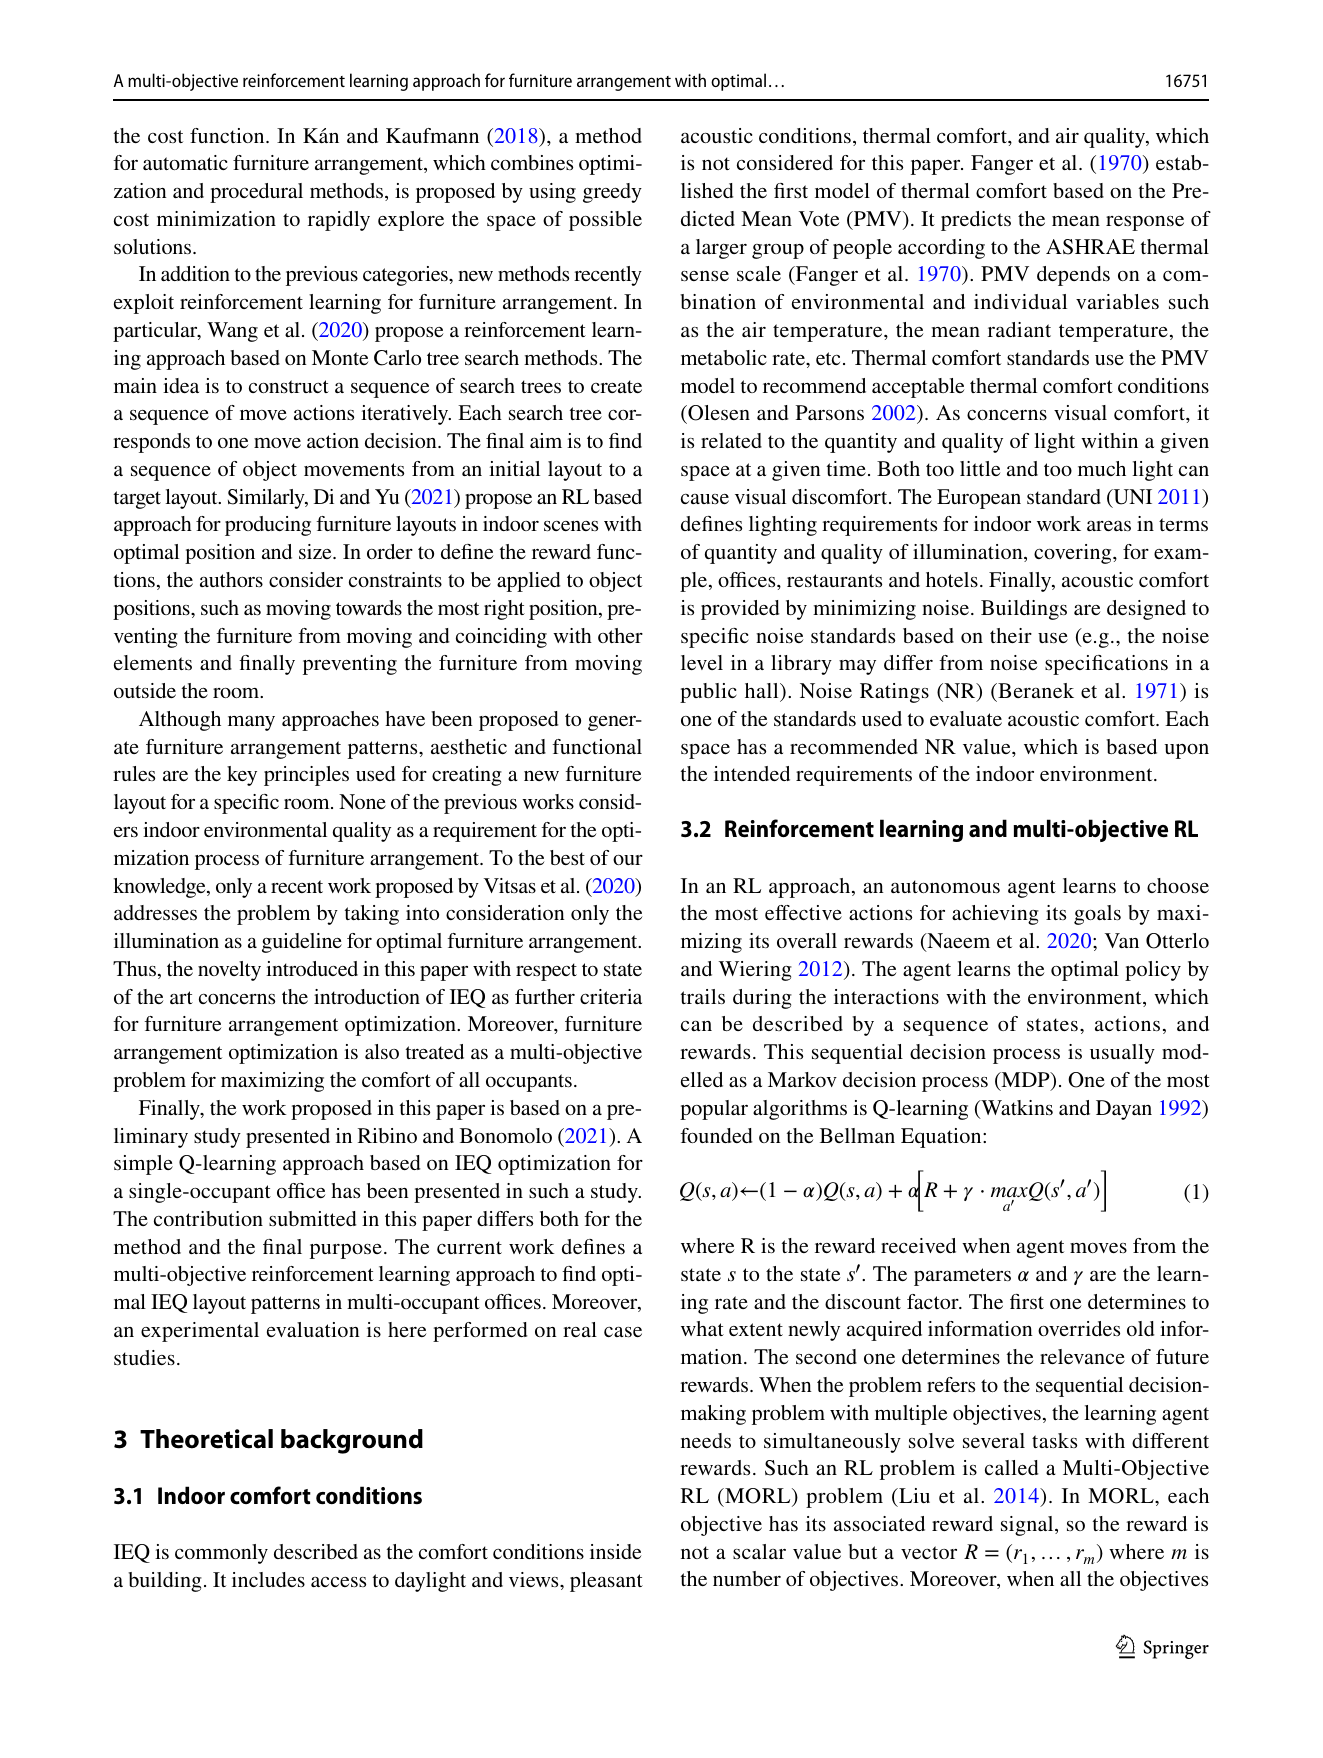 A multi-objective reinforcement learning approach for furniture arrangement with optimal…
16751
the cost function. In Kán and Kaufmann (2018), a method
for automatic furniture arrangement, which combines optimi-
zation and procedural methods, is proposed by using greedy
cost minimization to rapidly explore the space of possible
solutions.
In addition to the previous categories, new methods recently
exploit reinforcement learning for furniture arrangement. In
particular, Wang et al. (2020) propose a reinforcement learn-
ing approach based on Monte Carlo tree search methods. The
main idea is to construct a sequence of search trees to create
a sequence of move actions iteratively. Each search tree cor-
responds to one move action decision. The final aim is to find
a sequence of object movements from an initial layout to a
target layout. Similarly, Di and Yu (2021) propose an RL based
approach for producing furniture layouts in indoor scenes with
optimal position and size. In order to define the reward func-
tions, the authors consider constraints to be applied to object
positions, such as moving towards the most right position, pre-
venting the furniture from moving and coinciding with other
elements and finally preventing the furniture from moving
outside the room.
Although many approaches have been proposed to gener-
ate furniture arrangement patterns, aesthetic and functional
rules are the key principles used for creating a new furniture
layout for a specific room. None of the previous works consid-
ers indoor environmental quality as a requirement for the opti-
mization process of furniture arrangement. To the best of our
knowledge, only a recent work proposed by Vitsas et al. (2020)
addresses the problem by taking into consideration only the
illumination as a guideline for optimal furniture arrangement.
Thus, the novelty introduced in this paper with respect to state
of the art concerns the introduction of IEQ as further criteria
for furniture arrangement optimization. Moreover, furniture
arrangement optimization is also treated as a multi-objective
problem for maximizing the comfort of all occupants.
Finally, the work proposed in this paper is based on a pre-
liminary study presented in Ribino and Bonomolo (2021). A
simple Q-learning approach based on IEQ optimization for
a single-occupant office has been presented in such a study.
The contribution submitted in this paper differs both for the
method and the final purpose. The current work defines a
multi-objective reinforcement learning approach to find opti-
mal IEQ layout patterns in multi-occupant offices. Moreover,
an experimental evaluation is here performed on real case
studies.
3 Theoretical background
3.1 Indoor comfort conditions
IEQ is commonly described as the comfort conditions inside
a building. It includes access to daylight and views, pleasant
acoustic conditions, thermal comfort, and air quality, which
is not considered for this paper. Fanger et al. (1970) estab-
lished the first model of thermal comfort based on the Pre-
dicted Mean Vote (PMV). It predicts the mean response of
a larger group of people according to the ASHRAE thermal
sense scale (Fanger et al. 1970). PMV depends on a com-
bination of environmental and individual variables such
as the air temperature, the mean radiant temperature, the
metabolic rate, etc. Thermal comfort standards use the PMV
model to recommend acceptable thermal comfort conditions
(Olesen and Parsons 2002). As concerns visual comfort, it
is related to the quantity and quality of light within a given
space at a given time. Both too little and too much light can
cause visual discomfort. The European standard (UNI 2011)
defines lighting requirements for indoor work areas in terms
of quantity and quality of illumination, covering, for exam-
ple, offices, restaurants and hotels. Finally, acoustic comfort
is provided by minimizing noise. Buildings are designed to
specific noise standards based on their use (e.g., the noise
level in a library may differ from noise specifications in a
public hall). Noise Ratings (NR) (Beranek et al. 1971) is
one of the standards used to evaluate acoustic comfort. Each
space has a recommended NR value, which is based upon
the intended requirements of the indoor environment.
3.2 Reinforcement learning and multi-objective RL
In an RL approach, an autonomous agent learns to choose
the most effective actions for achieving its goals by maxi-
mizing its overall rewards (Naeem et al. 2020; Van Otterlo
and Wiering 2012). The agent learns the optimal policy by
trails during the interactions with the environment, which
can be described by a sequence of states, actions, and
rewards. This sequential decision process is usually mod-
elled as a Markov decision process (MDP). One of the most
popular algorithms is Q-learning (Watkins and Dayan 1992)
founded on the Bellman Equation:
Q(s, a)←(1 − α)Q(s, a) + α[R + γ · max_{a′}Q(s′, a′)] (1)
where R is the reward received when agent moves from the
state s to the state s′. The parameters α and γ are the learn-
ing rate and the discount factor. The first one determines to
what extent newly acquired information overrides old infor-
mation. The second one determines the relevance of future
rewards. When the problem refers to the sequential decision-
making problem with multiple objectives, the learning agent
needs to simultaneously solve several tasks with different
rewards. Such an RL problem is called a Multi-Objective
RL (MORL) problem (Liu et al. 2014). In MORL, each
objective has its associated reward signal, so the reward is
not a scalar value but a vector R = (r₁, … , rₘ) where m is
the number of objectives. Moreover, when all the objectives
Springer